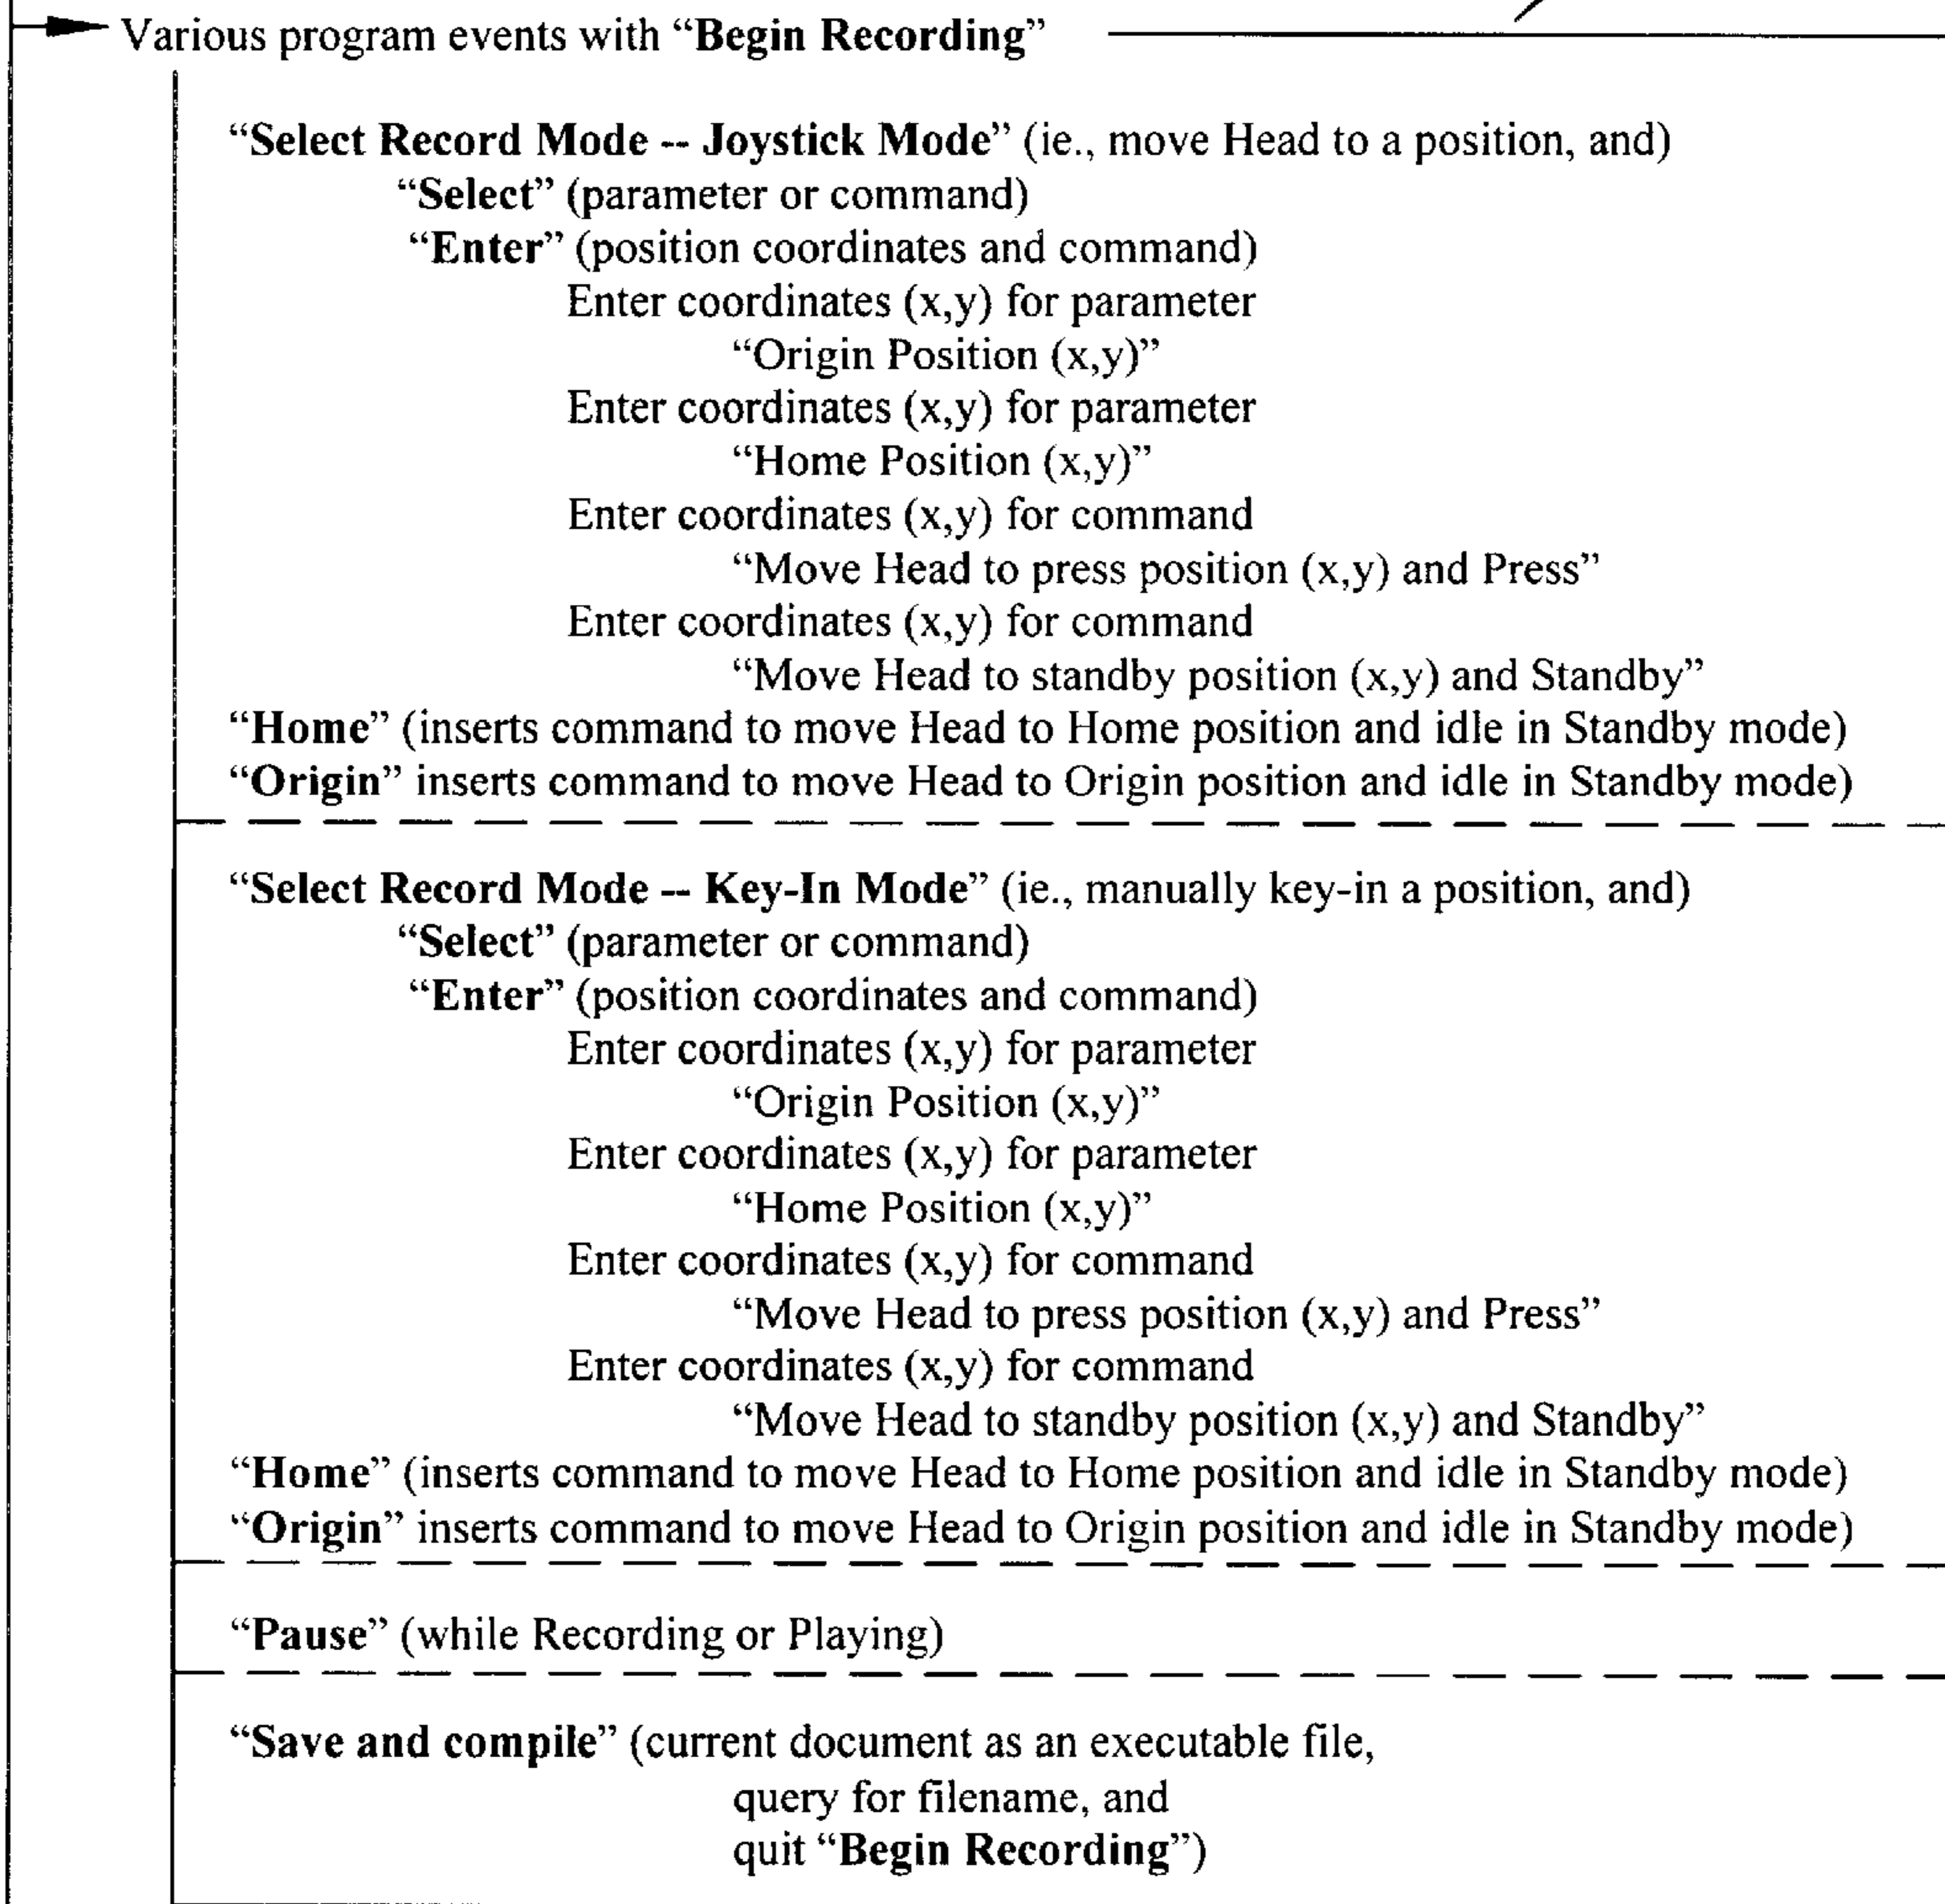 Various program events with “Begin Recording”
“Select Record Mode -- Joystick Mode” (ie., move Head to a position, and)
“Select” (parameter or command)
“Enter” (position coordinates and command)
Enter coordinates (x,y) for parameter
“Origin Position (x,y)”
Enter coordinates (x,y) for parameter
“Home Position (x,y)”
Enter coordinates (x,y) for command
“Move Head to press position (x,y) and Press”
Enter coordinates (x,y) for command
“Move Head to standby position (x,y) and Standby”
“Home” (inserts command to move Head to Home position and idle in Standby mode)
“Origin” inserts command to move Head to Origin position and idle in Standby mode)
“Select Record Mode -- Key-In Mode” (ie., manually key-in a position, and)
“Select” (parameter or command)
“Enter” (position coordinates and command)
Enter coordinates (x,y) for parameter
“Origin Position (x,y)”
Enter coordinates (x,y) for parameter
“Home Position (x,y)”
Enter coordinates (x,y) for command
“Move Head to press position (x,y) and Press”
Enter coordinates (x,y) for command
“Move Head to standby position (x,y) and Standby”
“Home” (inserts command to move Head to Home position and idle in Standby mode)
“Origin” inserts command to move Head to Origin position and idle in Standby mode)
“Pause” (while Recording or Playing)
“Save and compile” (current document as an executable file,
query for filename, and
quit “Begin Recording”)